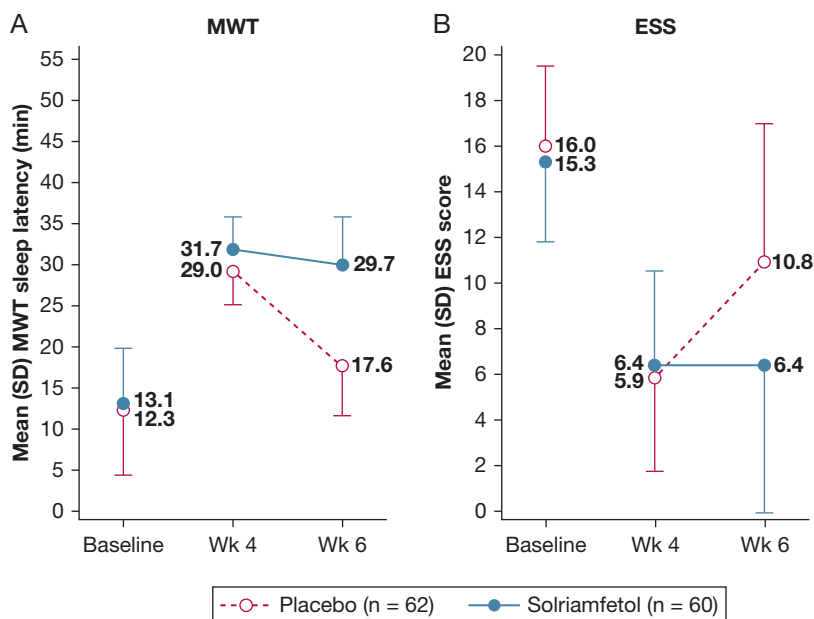 A
MWT
Mean (SD) MWT sleep latency (min)
55
50
45
40
35
30
25
20
15
10
5
0
31.7
29.0
29.7
17.6
13.1
12.3
Baseline
Wk 4
Wk 6
B
ESS
Mean (SD) ESS score
20
18
16
14
12
10
8
6
4
2
0
16.0
15.3
10.8
6.4
5.9
6.4
Baseline
Wk 4
Wk 6
Placebo (n = 62)
Solriamfetol (n = 60)